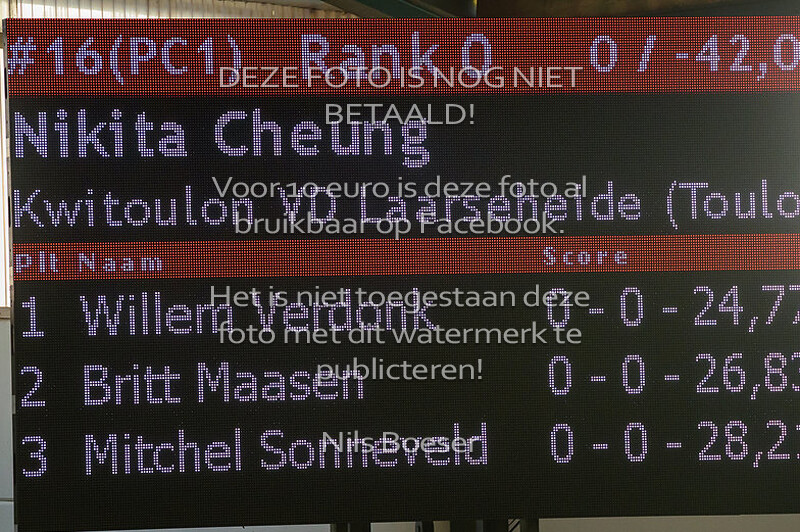 #16(PC1) Rank 0 0 / -42,0
DEZE FOTO IS NOG NIET
BETAALD!
Nikita Cheung
Voor 10 euro is deze foto al
Kwitoulon YD Laarseheide (Toulo
bruikbaar op Facebook.
Plt Naam Score
Het is niet toegestaan deze
1 Willem Verdonk 0 - 0 - 24,77
foto met dit watermerk te
publiceren!
2 Britt Maasen 0 - 0 - 26,83
3 Mitchel Sonneveld 0 - 0 - 28,2
Nils Boeser